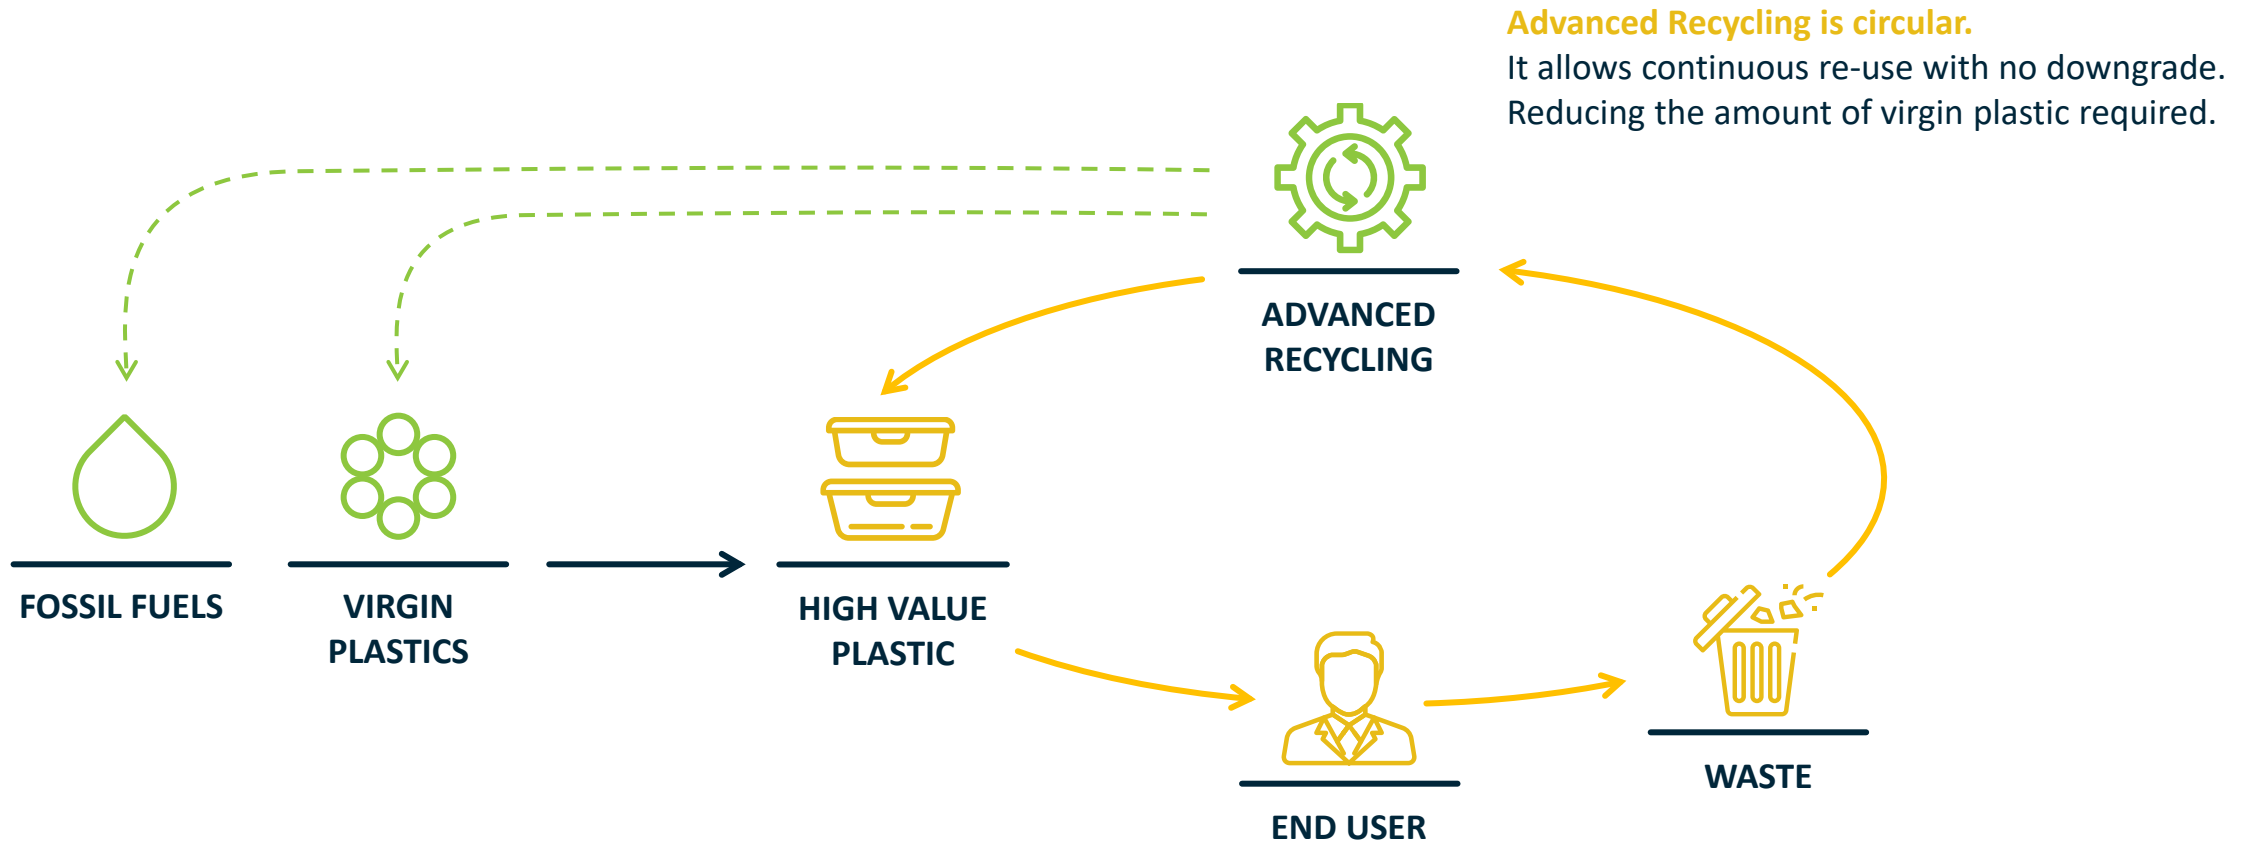 Advanced Recycling is circular.
It allows continuous re-use with no downgrade.
Reducing the amount of virgin plastic required.
ADVANCED
RECYCLING
FOSSIL FUELS
VIRGIN
PLASTICS
HIGH VALUE
PLASTIC
END USER
WASTE